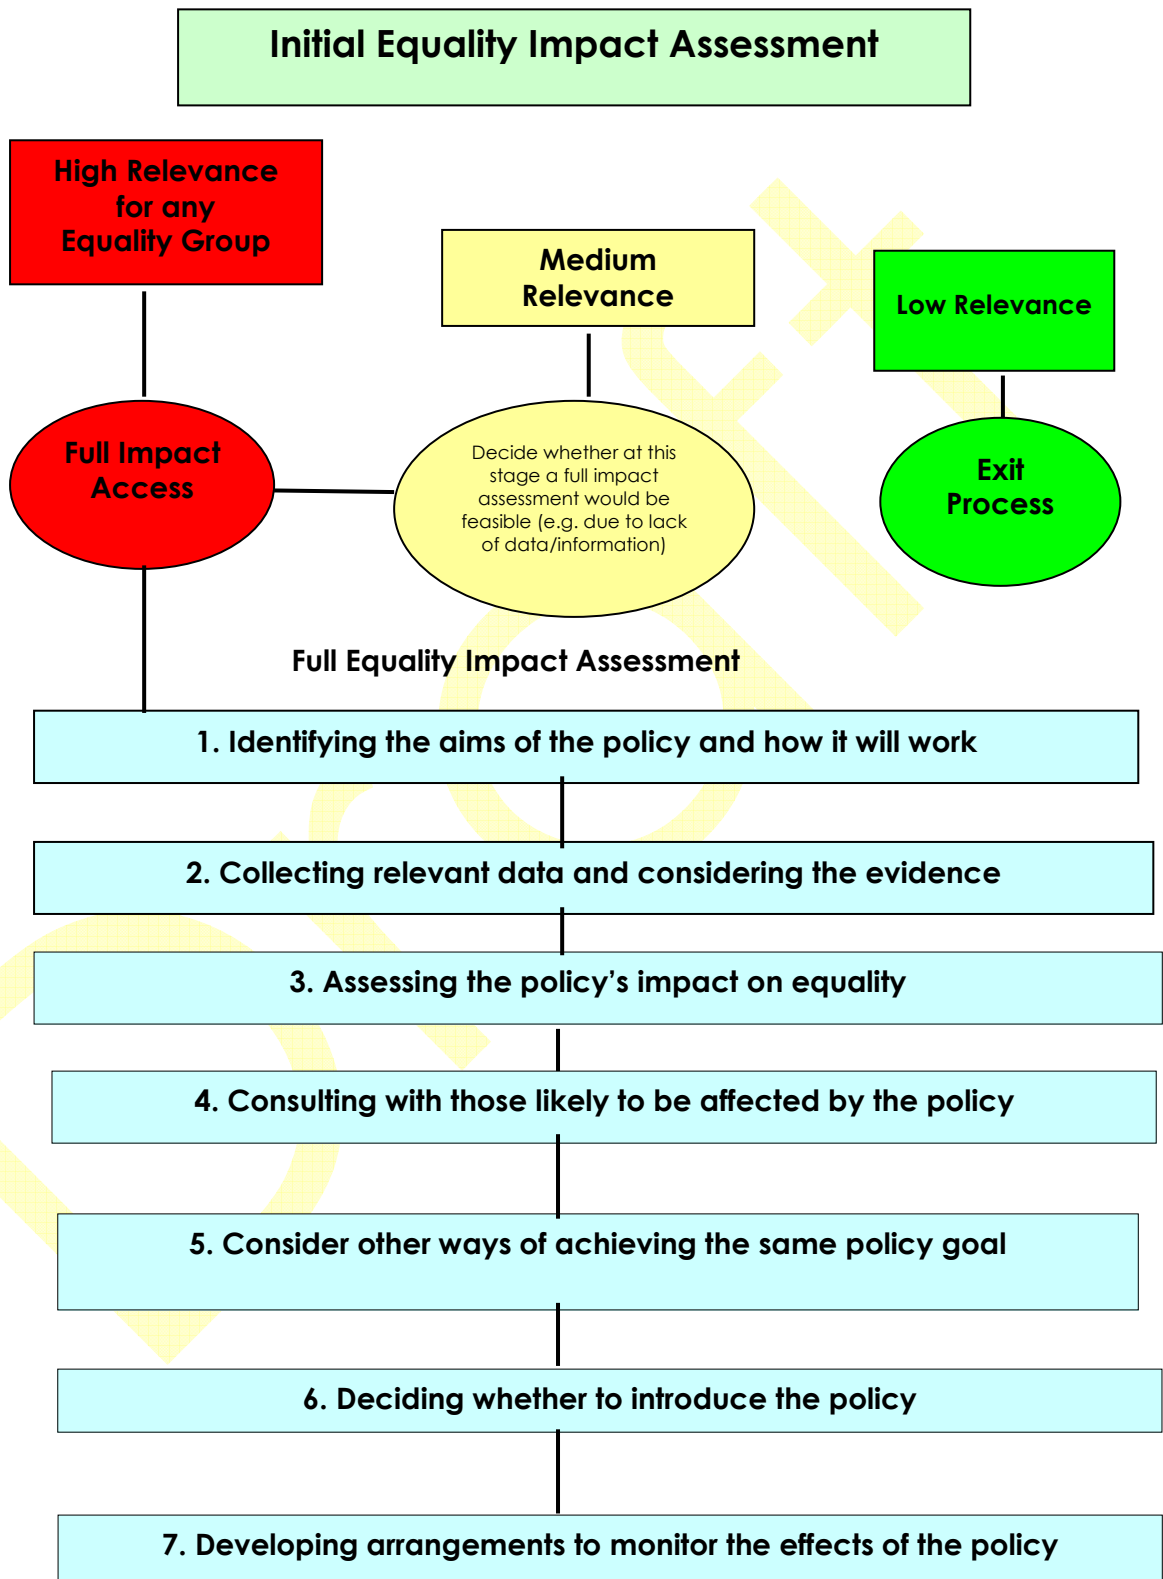 Initial Equality Impact Assessment
High Relevance
for any
Equality Group
Medium
Relevance
Low Relevance
Full Impact
Access
Decide whether at this
stage a full impact
assessment would be
feasible (e.g. due to lack
of data/information)
Exit
Process
Full Equality Impact Assessment
1. Identifying the aims of the policy and how it will work
2. Collecting relevant data and considering the evidence
3. Assessing the policy’s impact on equality
4. Consulting with those likely to be affected by the policy
5. Consider other ways of achieving the same policy goal
6. Deciding whether to introduce the policy
7. Developing arrangements to monitor the effects of the policy
Draft